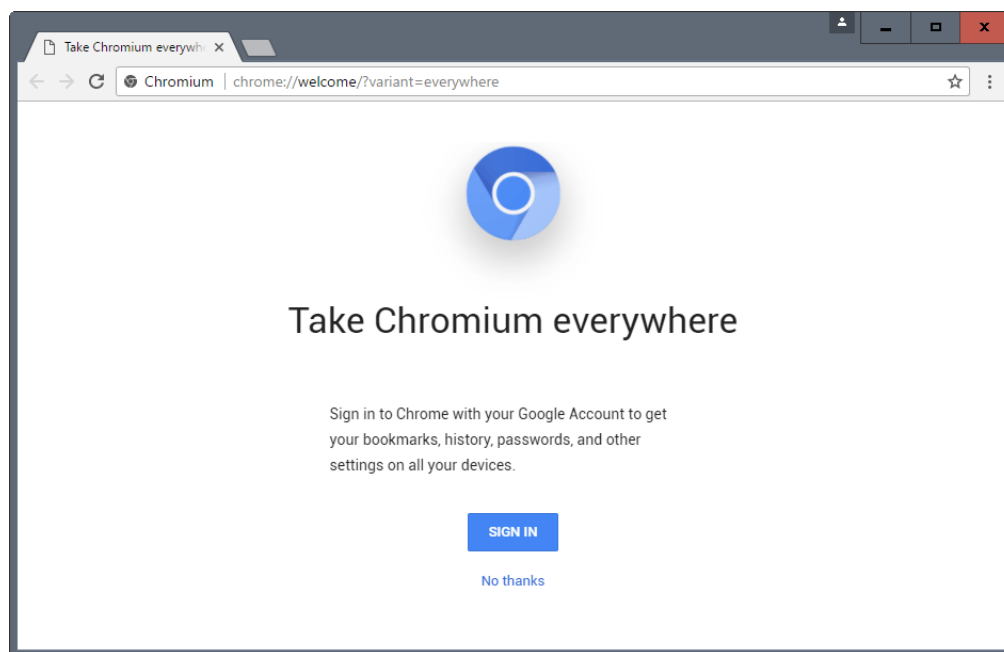 Take Chromium everywh
Chromium | chrome://welcome/?variant=everywhere
Take Chromium everywhere
Sign in to Chrome with your Google Account to get
your bookmarks, history, passwords, and other
settings on all your devices.
SIGN IN
No thanks